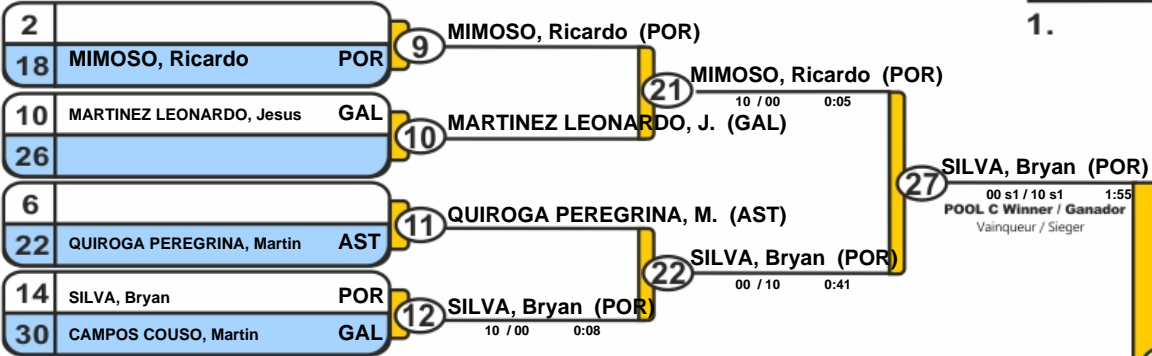 2
18 MIMOSO, Ricardo POR
10 MARTINEZ LEONARDO, Jesus GAL
26
6
22 QUIROGA PEREGRINA, Martin AST
14 SILVA, Bryan POR
30 CAMPOS COUSO, Martin GAL
9 MIMOSO, Ricardo (POR)
10 MARTINEZ LEONARDO, J. (GAL)
11 QUIROGA PEREGRINA, M. (AST)
12 SILVA, Bryan (POR)
10 / 00 0:08
21 MIMOSO, Ricardo (POR)
10 / 00 0:05
22 SILVA, Bryan (POR)
00 / 10 0:41
27 SILVA, Bryan (POR)
00 s1 / 10 s1 1:55
POOL C Winner / Ganador
Vainqueur / Sieger
1.